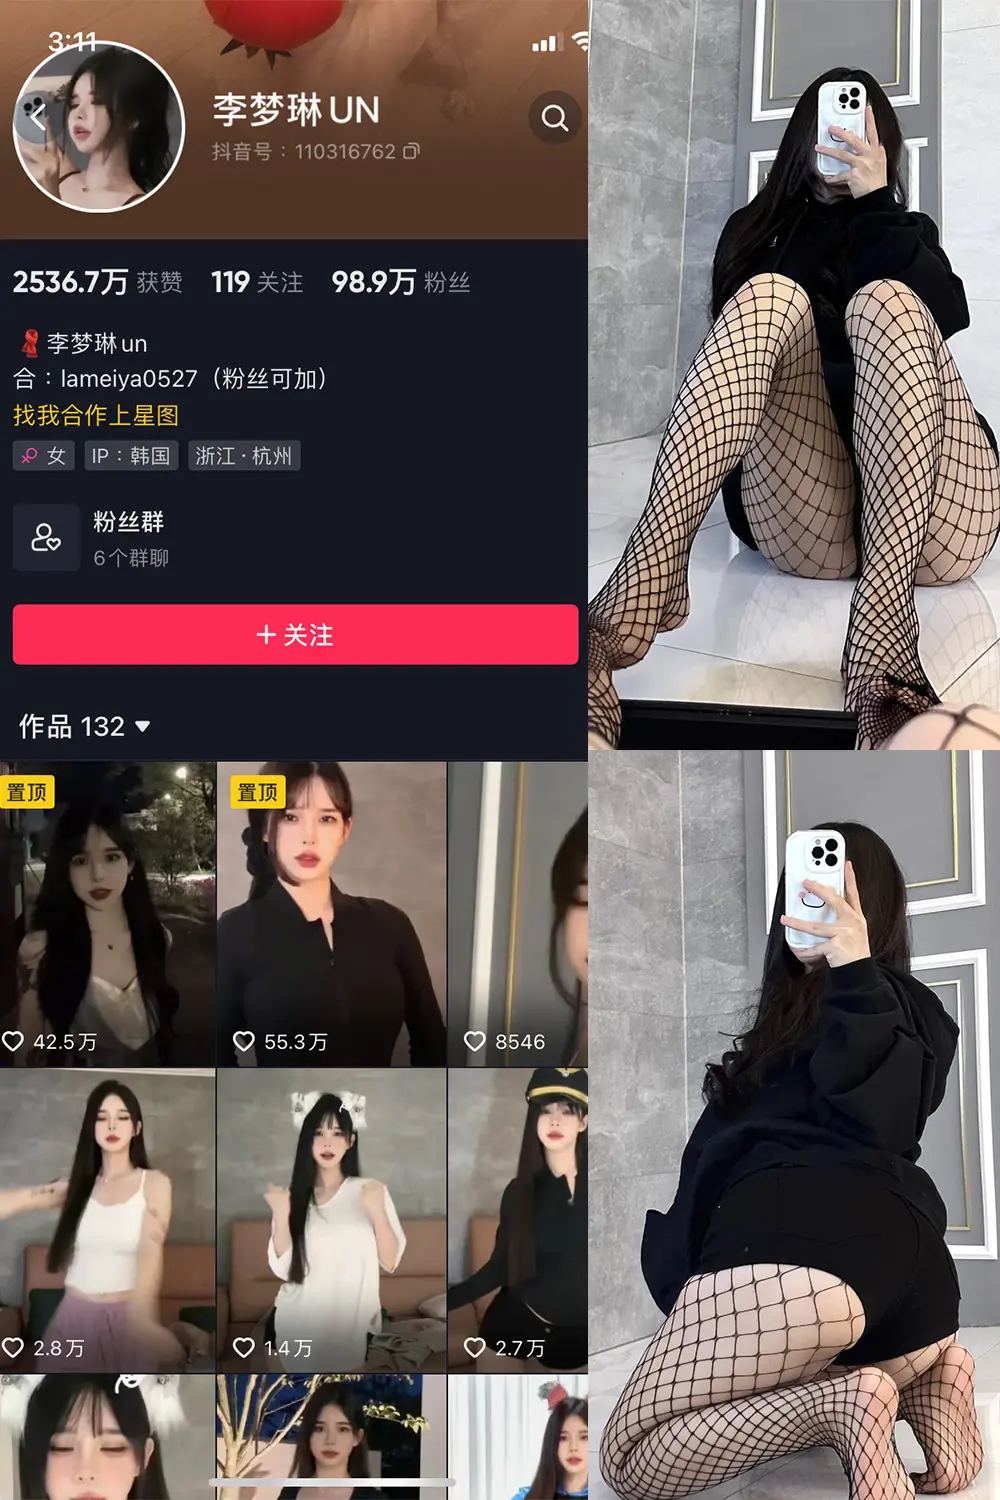 3:11
李梦琳UN
抖音号：110316762
2536.7万 获赞 119 关注 98.9万 粉丝
李梦琳un
合：lameiya0527（粉丝可加）
找我合作上星图
女 IP：韩国 浙江·杭州
粉丝群
6个群聊
+ 关注
作品 132
置顶 置顶
42.5万 55.3万 8546
2.8万 1.4万 2.7万